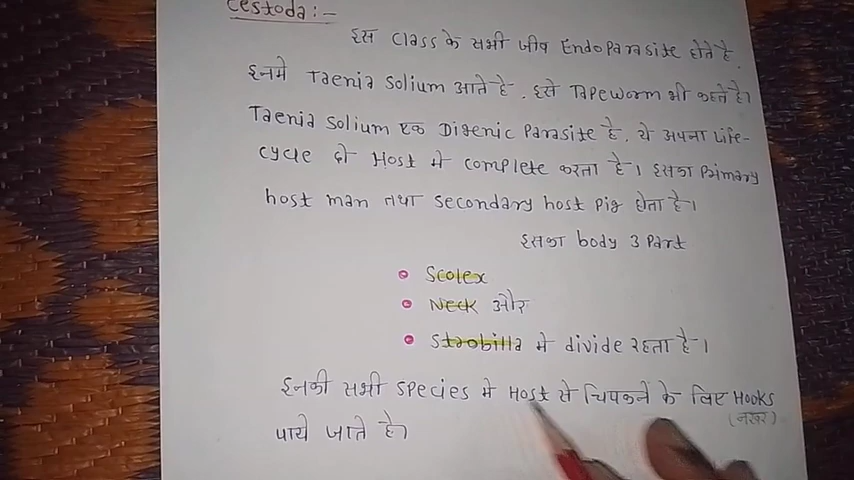 Cestoda:-
इस Class के सभी जीव EndoParasite होते है.
इनमे Taenia Solium आते है. इसे TapeWorm भी कहते है।
Taenia Solium एक Digenic Parasite है, ये अपना Life-
cycle दो Host मे complete करता है। इसका Primary
host man तथा Secondary host Pig होता है।
इसका body 3 Part
Scolex
Neck और
Strobilla मे divide रहता है।
इनकी सभी Species मे Host से चिपकने के लिए Hooks
(नखर)
पाये जाते है।